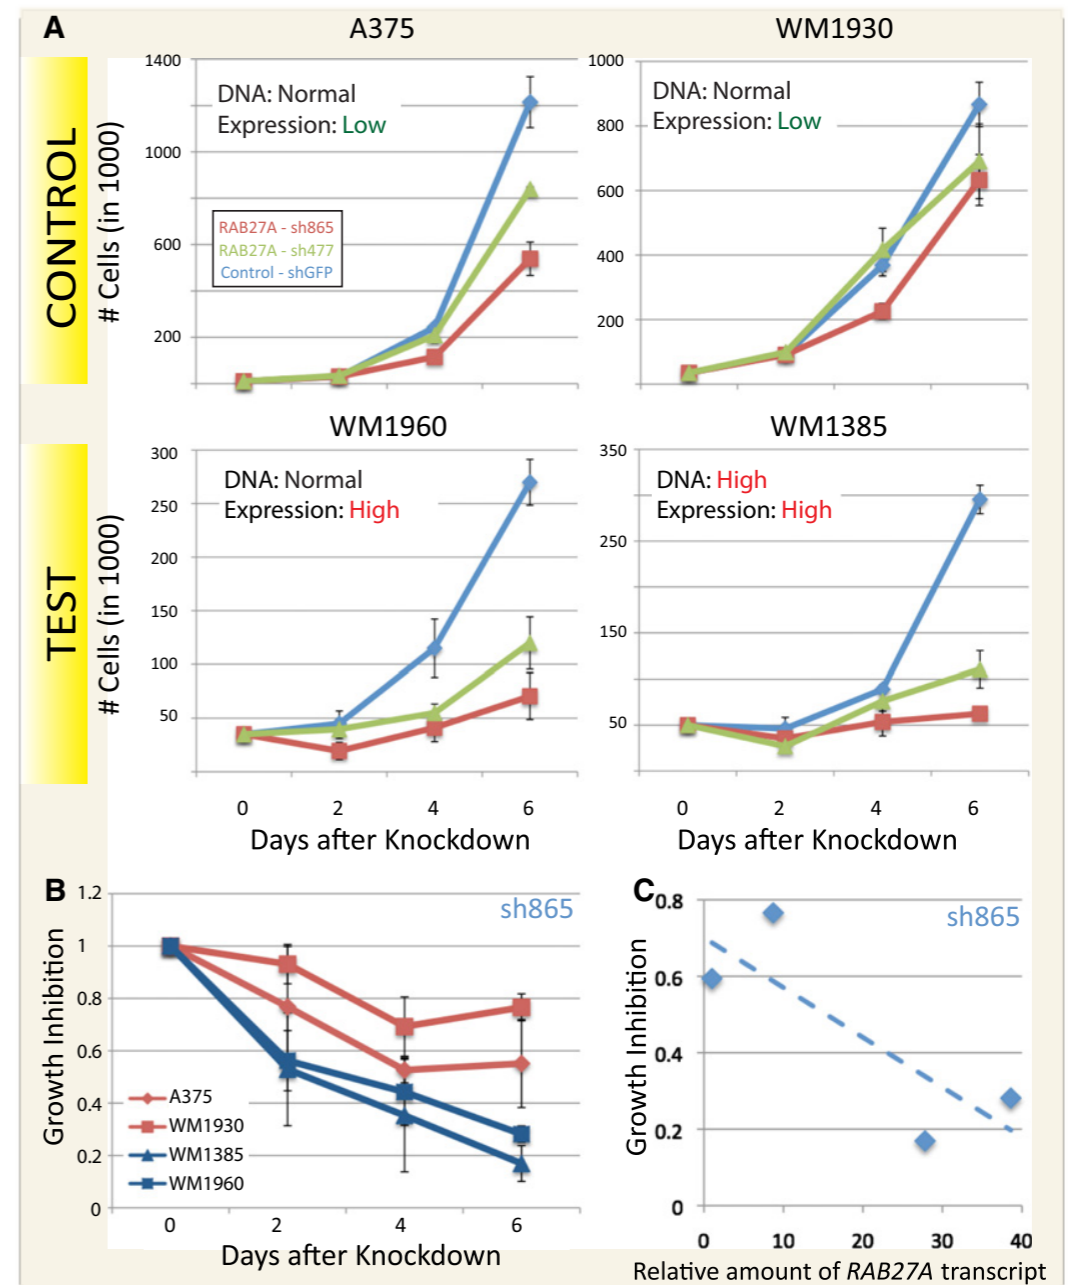 A
A375
WM1930
CONTROL
# Cells (in 1000)
1400
1000
600
200
DNA: Normal
Expression: Low
RAB27A - sh865
RAB27A - sh477
Control - shGFP
1000
800
600
400
200
DNA: Normal
Expression: Low
WM1960
WM1385
TEST
# Cells (in 1000)
300
250
200
150
100
50
DNA: Normal
Expression: High
350
250
150
50
DNA: High
Expression: High
0 2 4 6
Days after Knockdown
0 2 4 6
Days after Knockdown
B
sh865
Growth Inhibition
1.2
1
0.8
0.6
0.4
0.2
0
A375
WM1930
WM1385
WM1960
0 2 4 6
Days after Knockdown
C
sh865
Growth Inhibition
0.8
0.6
0.4
0.2
0
0 10 20 30 40
Relative amount of RAB27A transcript